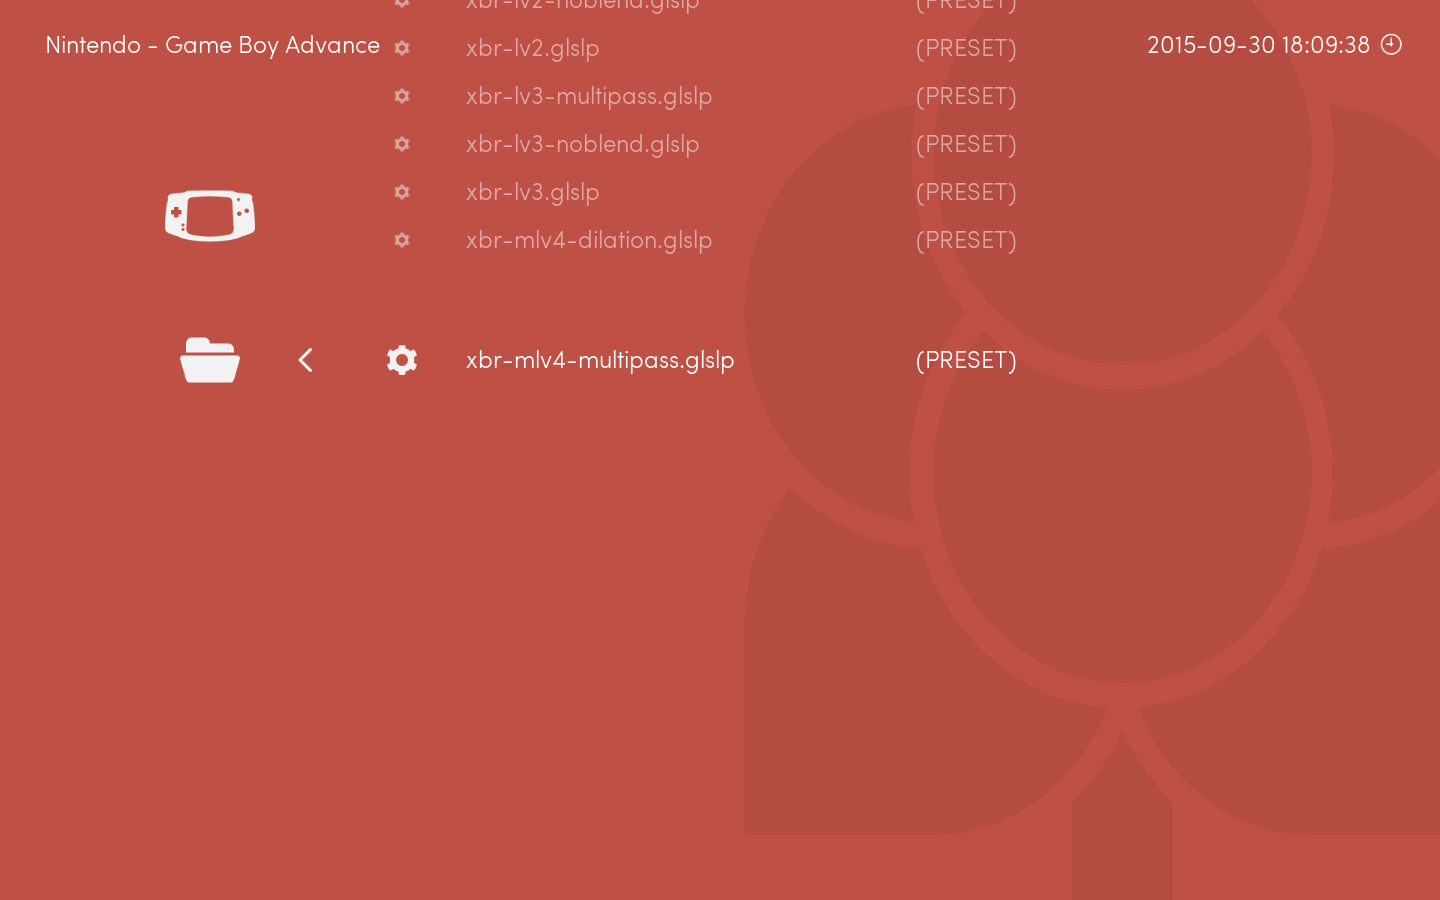 xbr-lv2-noblend.glslp (PRESET)
Nintendo - Game Boy Advance
xbr-lv2.glslp (PRESET)
2015-09-30 18:09:38
xbr-lv3-multipass.glslp (PRESET)
xbr-lv3-noblend.glslp (PRESET)
xbr-lv3.glslp (PRESET)
xbr-mlv4-dilation.glslp (PRESET)
xbr-mlv4-multipass.glslp (PRESET)